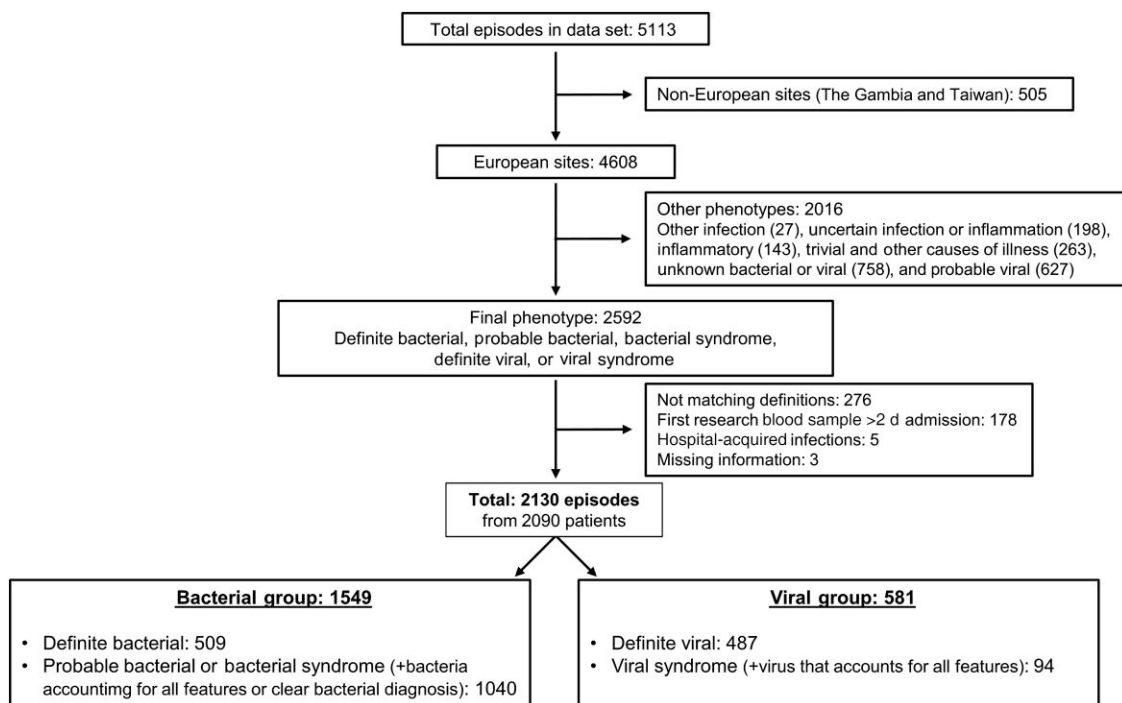 Total episodes in data set: 5113
Non-European sites (The Gambia and Taiwan): 505
European sites: 4608
Other phenotypes: 2016
Other infection (27), uncertain infection or inflammation (198),
inflammatory (143), trivial and other causes of illness (263),
unknown bacterial or viral (758), and probable viral (627)
Final phenotype: 2592
Definite bacterial, probable bacterial, bacterial syndrome,
definite viral, or viral syndrome
Not matching definitions: 276
First research blood sample >2 d admission: 178
Hospital-acquired infections: 5
Missing information: 3
Total: 2130 episodes
from 2090 patients
Bacterial group: 1549
• Definite bacterial: 509
• Probable bacterial or bacterial syndrome (+bacteria
accountimg for all features or clear bacterial diagnosis): 1040
Viral group: 581
• Definite viral: 487
• Viral syndrome (+virus that accounts for all features): 94